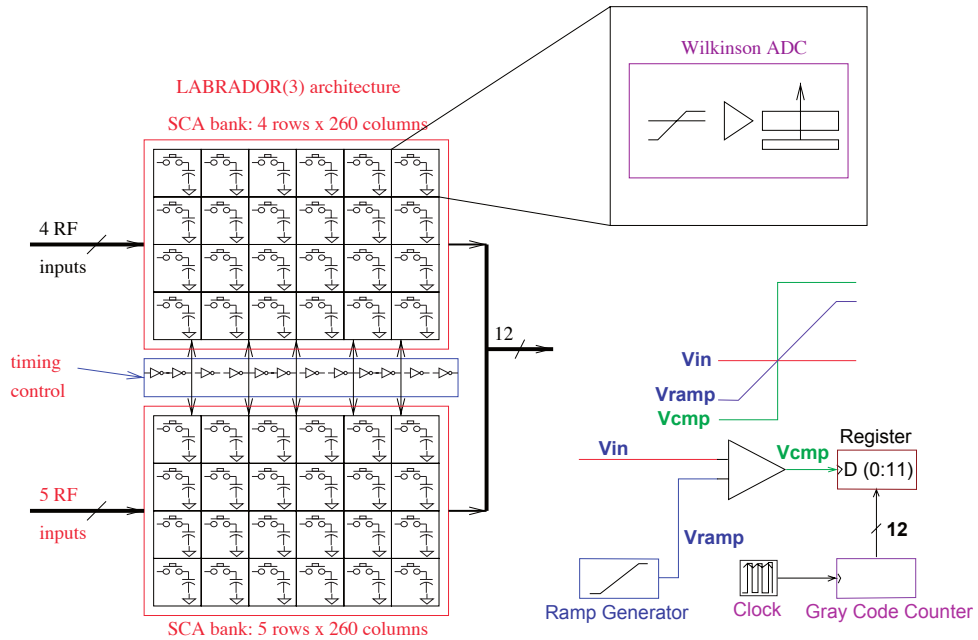 LABRADOR(3) architecture
SCA bank: 4 rows x 260 columns
Wilkinson ADC
4 RF
inputs
timing
control
5 RF
inputs
12
SCA bank: 5 rows x 260 columns
Vin
Vramp
Vcmp
Vin
Vcmp
Register
D (0:11)
Vramp
12
Ramp Generator
Clock
Gray Code Counter